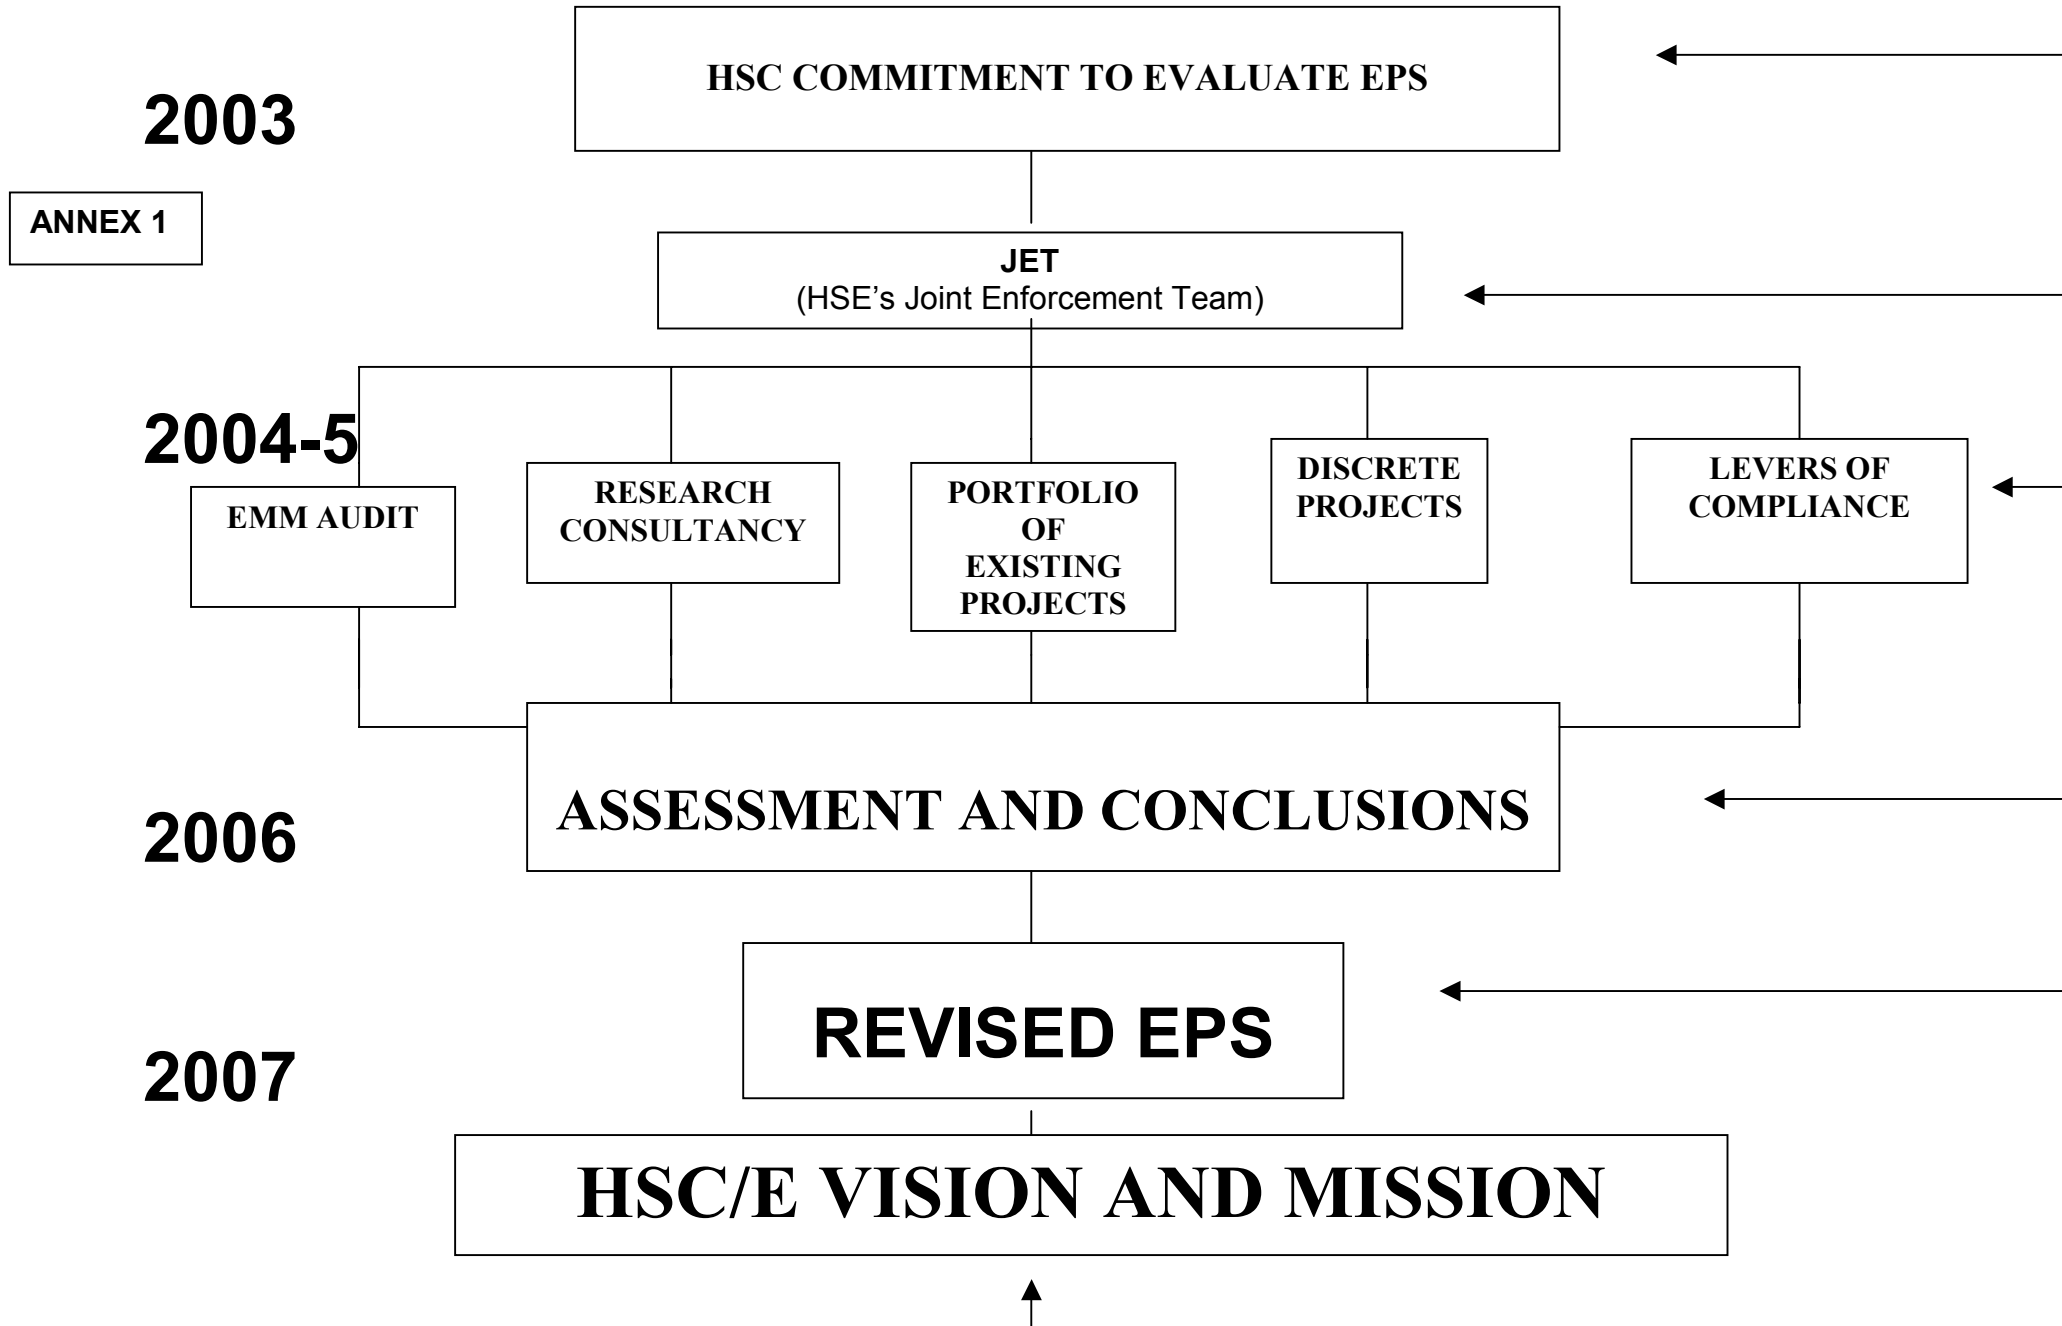 HSC COMMITMENT TO EVALUATE EPS
2003
ANNEX 1
JET
(HSE’s Joint Enforcement Team)
2004-5
EMM AUDIT
RESEARCH
CONSULTANCY
PORTFOLIO
OF
EXISTING
PROJECTS
DISCRETE
PROJECTS
LEVERS OF
COMPLIANCE
ASSESSMENT AND CONCLUSIONS
2006
REVISED EPS
2007
HSC/E VISION AND MISSION